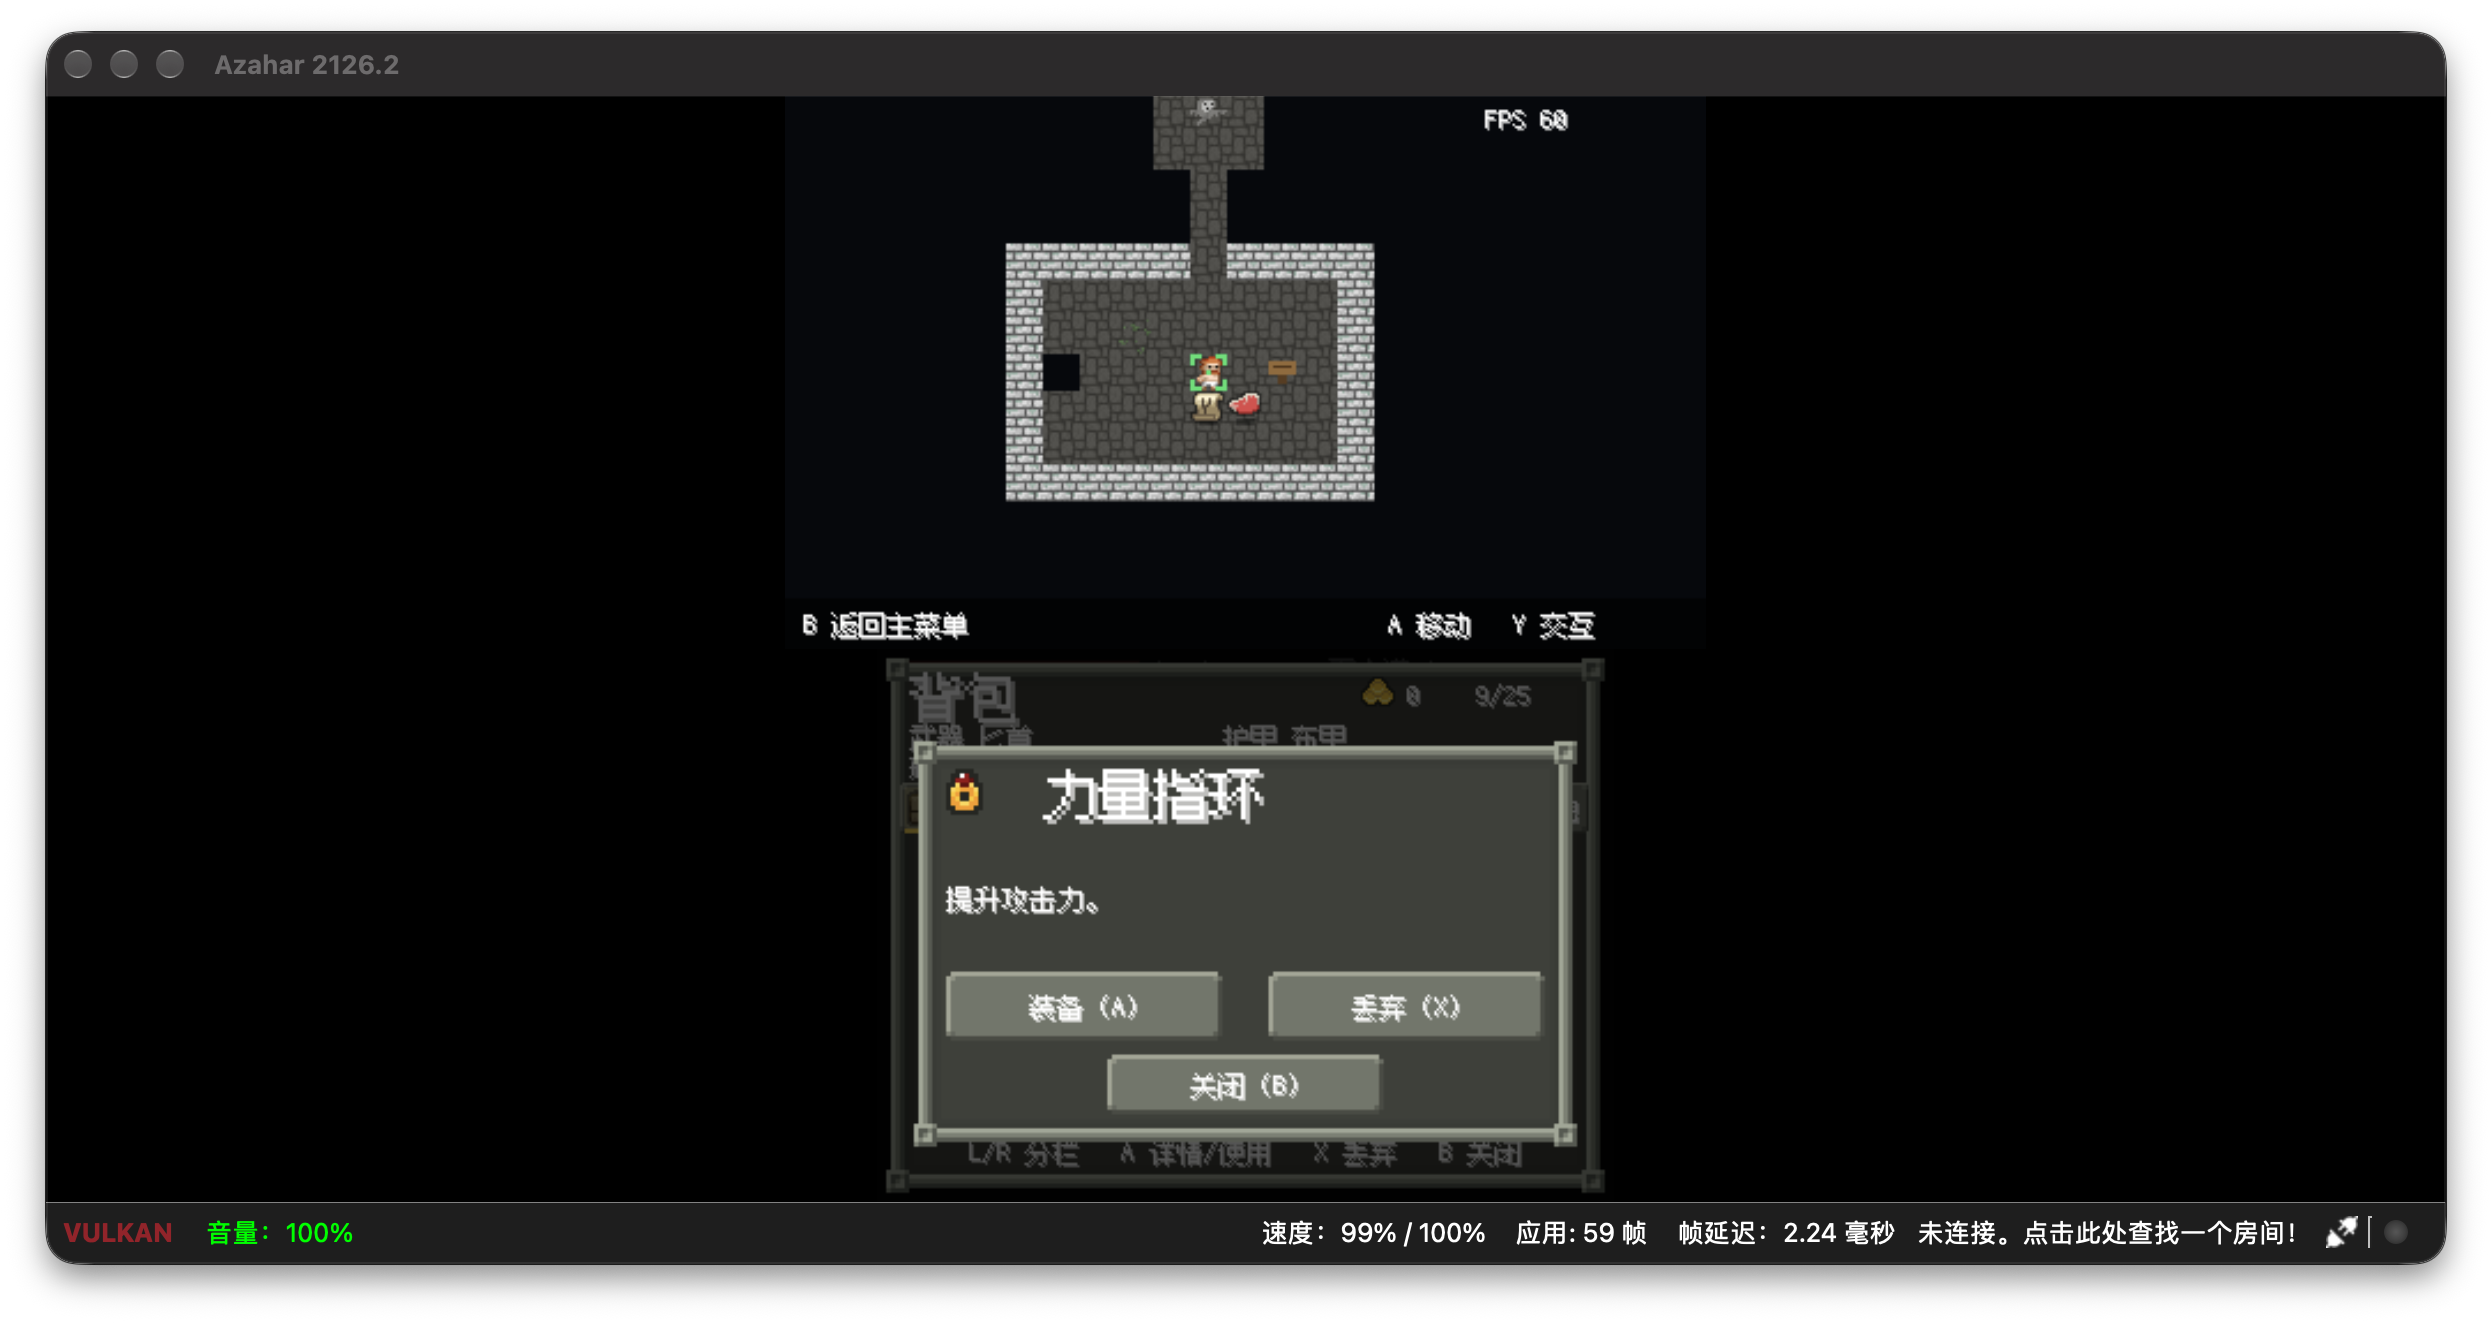 Azahar 2126.2
FPS 60
B 返回主菜单
A 移动 Y 交互
背包
0 9/25
武器 匕首 护甲 布甲
力量指环
提升攻击力。
装备 (A) 丢弃 (X)
关闭 (B)
L/R 分栏 A 详情/使用 X 丢弃 B 关闭
VULKAN 音量：100% 速度：99% / 100% 应用: 59 帧 帧延迟：2.24 毫秒 未连接。点击此处查找一个房间！